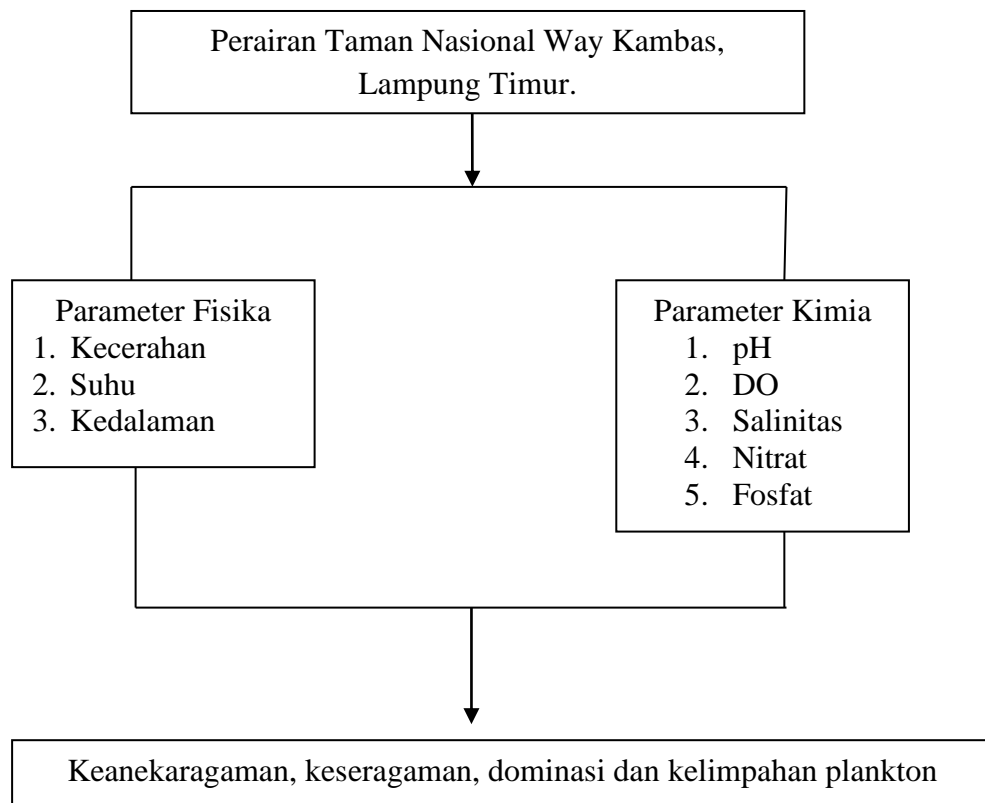 Perairan Taman Nasional Way Kambas,
Lampung Timur.
Parameter Fisika
1. Kecerahan
2. Suhu
3. Kedalaman
Parameter Kimia
1. pH
2. DO
3. Salinitas
4. Nitrat
5. Fosfat
Keanekaragaman, keseragaman, dominasi dan kelimpahan plankton